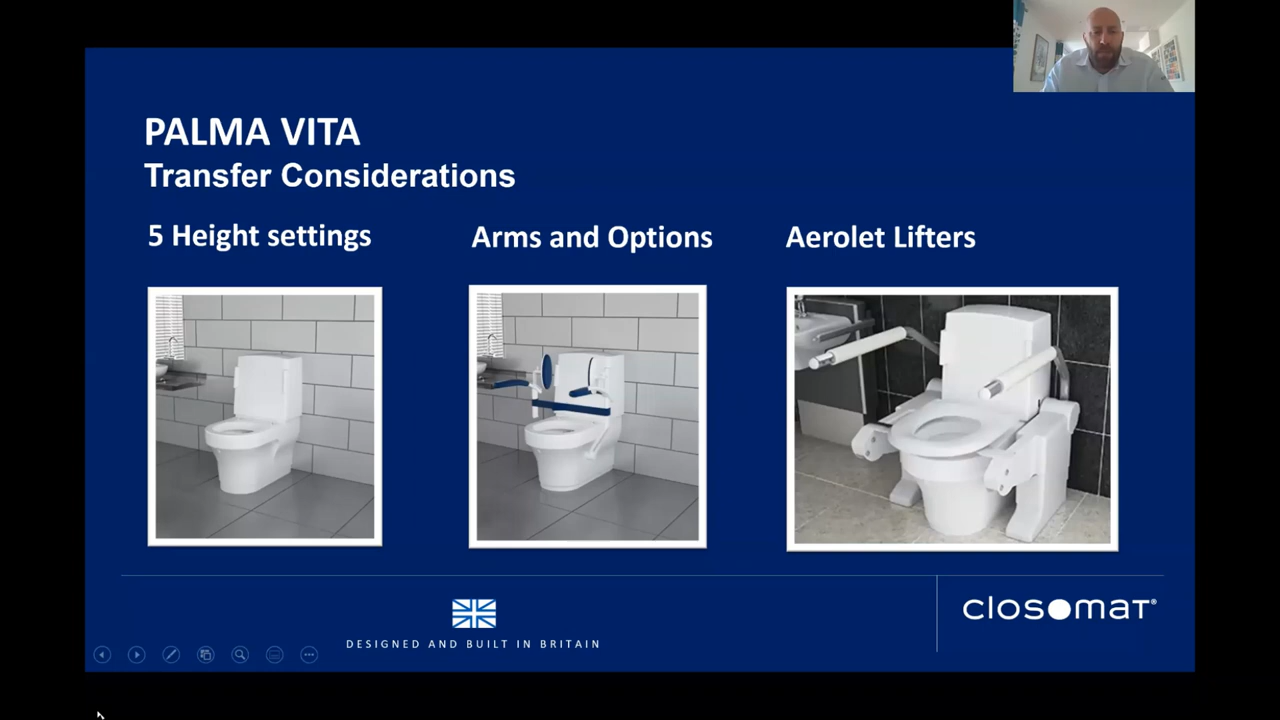 PALMA VITA
Transfer Considerations
5 Height settings
Arms and Options
Aerolet Lifters
DESIGNED AND BUILT IN BRITAIN
closomat®